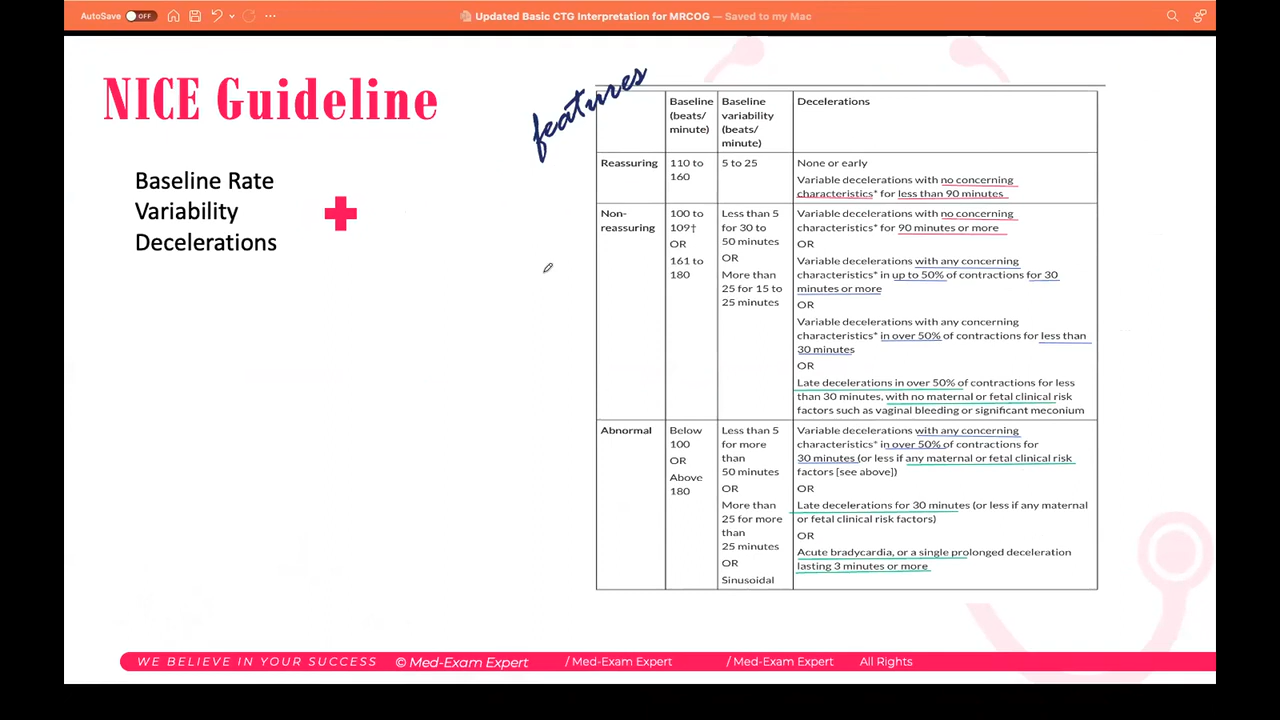 AutoSave OFF
Updated Basic CTG Interpretation for MRCOG — Saved to my Mac
NICE Guideline
Baseline Rate
Variability
Decelerations
features
Baseline
(beats/
minute)
Baseline
variability
(beats/
minute)
Decelerations
Reassuring
110 to
160
5 to 25
None or early
Variable decelerations with no concerning
characteristics* for less than 90 minutes
Non-
reassuring
100 to
109†
OR
161 to
180
Less than 5
for 30 to
50 minutes
OR
More than
25 for 15 to
25 minutes
Variable decelerations with no concerning
characteristics* for 90 minutes or more
OR
Variable decelerations with any concerning
characteristics* in up to 50% of contractions for 30
minutes or more
OR
Variable decelerations with any concerning
characteristics* in over 50% of contractions for less than
30 minutes
OR
Late decelerations in over 50% of contractions for less
than 30 minutes, with no maternal or fetal clinical risk
factors such as vaginal bleeding or significant meconium
Abnormal
Below
100
OR
Above
180
Less than 5
for more
than
50 minutes
OR
More than
25 for more
than
25 minutes
OR
Sinusoidal
Variable decelerations with any concerning
characteristics* in over 50% of contractions for
30 minutes (or less if any maternal or fetal clinical risk
factors [see above])
OR
Late decelerations for 30 minutes (or less if any maternal
or fetal clinical risk factors)
OR
Acute bradycardia, or a single prolonged deceleration
lasting 3 minutes or more
WE BELIEVE IN YOUR SUCCESS © Med-Exam Expert / Med-Exam Expert / Med-Exam Expert All Rights